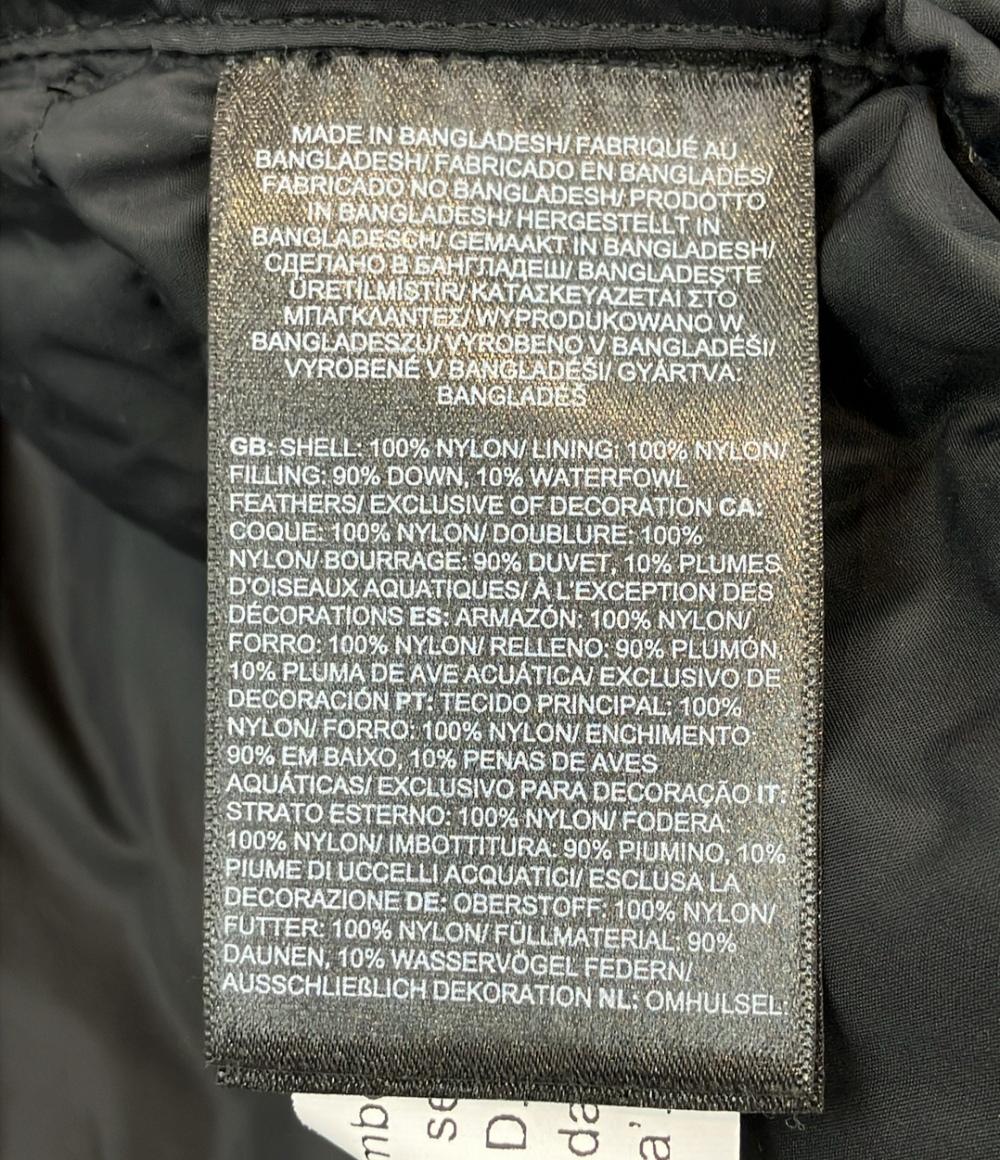 MADE IN BANGLADESH/ FABRIQUÉ AU
BANGLADESH/ FABRICADO EN BANGLADÉS/
FABRICADO NO BANGLADESH/ PRODOTTO
IN BANGLADESH/ HERGESTELLT IN
BANGLADESCH/ GEMAAKT IN BANGLADESH/
СДЕЛАНО В БАНГЛАДЕШ/ BANGLADEŞ'TE
ÜRETİLMİŞTİR/ ΚΑΤΑΣΚΕΥΑΖΕΤΑΙ ΣΤΟ
ΜΠΑΓΚΛΑΝΤΕΣ/ WYPRODUKOWANO W
BANGLADESZU/ VYROBENO V BANGLADÉŠI/
VYROBENÉ V BANGLADÉŠI/ GYÁRTVA:
BANGLADES
GB: SHELL: 100% NYLON/ LINING: 100% NYLON/
FILLING: 90% DOWN, 10% WATERFOWL
FEATHERS/ EXCLUSIVE OF DECORATION CA:
COQUE: 100% NYLON/ DOUBLURE: 100%
NYLON/ BOURRAGE: 90% DUVET, 10% PLUMES
D'OISEAUX AQUATIQUES/ À L'EXCEPTION DES
DÉCORATIONS ES: ARMAZÓN: 100% NYLON/
FORRO: 100% NYLON/ RELLENO: 90% PLUMÓN,
10% PLUMA DE AVE ACUÁTICA/ EXCLUSIVO DE
DECORACIÓN PT: TECIDO PRINCIPAL: 100%
NYLON/ FORRO: 100% NYLON/ ENCHIMENTO:
90% EM BAIXO, 10% PENAS DE AVES
AQUÁTICAS/ EXCLUSIVO PARA DECORAÇÃO IT:
STRATO ESTERNO: 100% NYLON/ FODERA:
100% NYLON/ IMBOTTITURA: 90% PIUMINO, 10%
PIUME DI UCCELLI ACQUATICI/ ESCLUSA LA
DECORAZIONE DE: OBERSTOFF: 100% NYLON/
FUTTER: 100% NYLON/ FÜLLMATERIAL: 90%
DAUNEN, 10% WASSERVÖGEL FEDERN/
AUSSCHLIEßLICH DEKORATION NL: OMHULSEL: